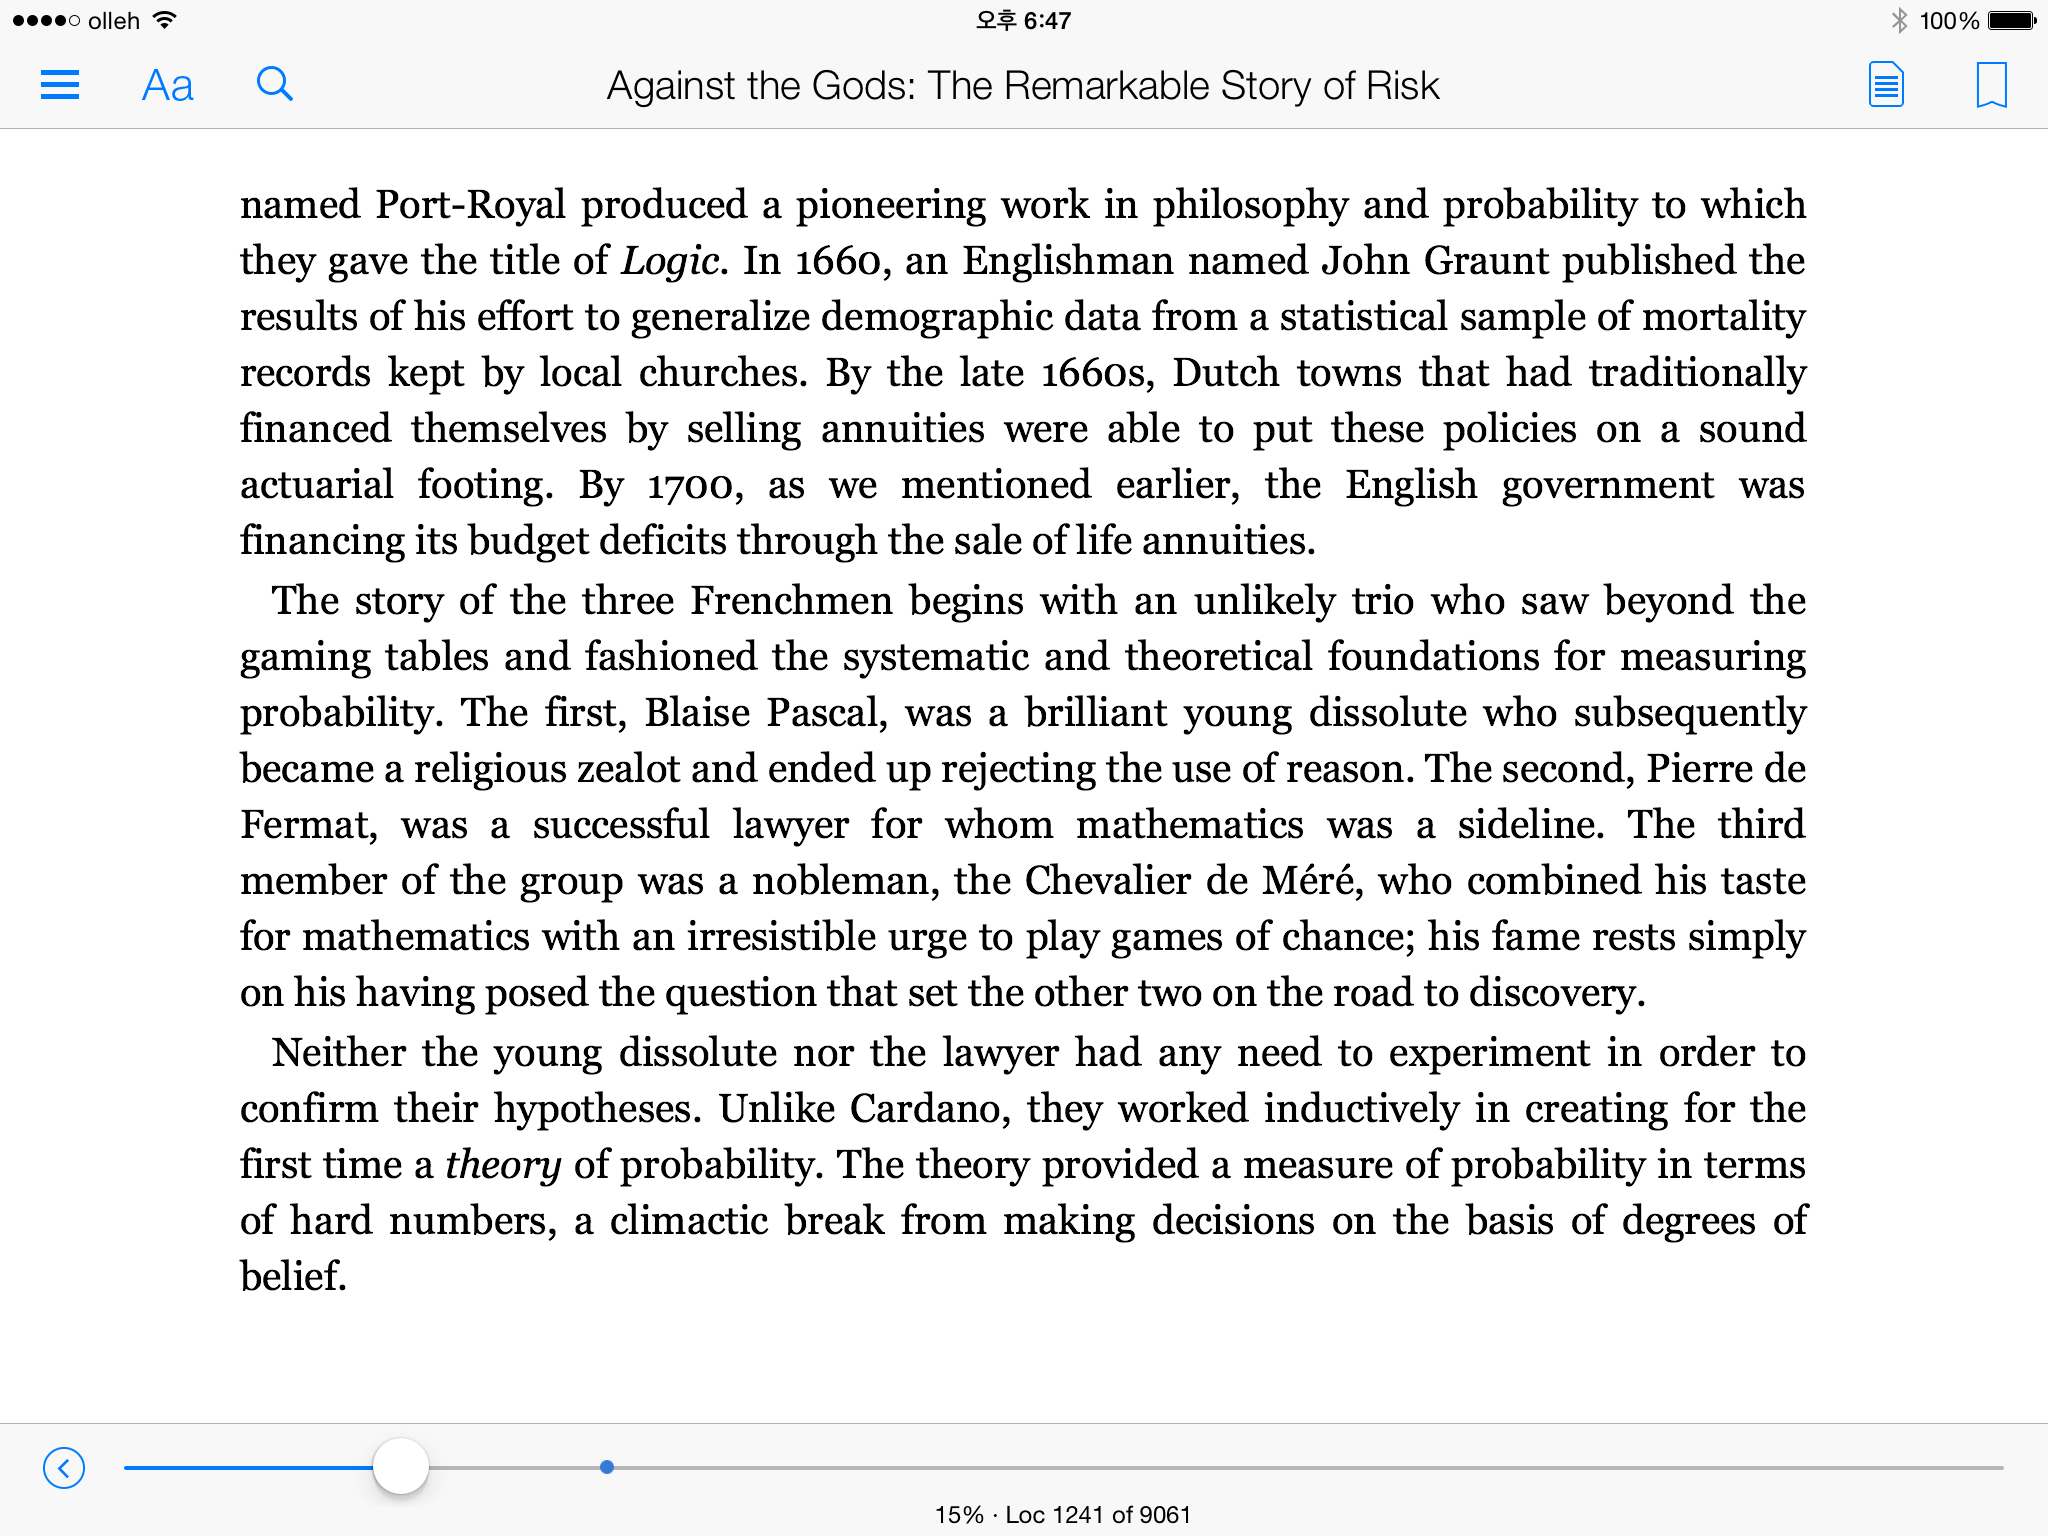 olleh
오후 6:47
100%
Aa
Against the Gods: The Remarkable Story of Risk
named Port-Royal produced a pioneering work in philosophy and probability to which
they gave the title of Logic. In 1660, an Englishman named John Graunt published the
results of his effort to generalize demographic data from a statistical sample of mortality
records kept by local churches. By the late 1660s, Dutch towns that had traditionally
financed themselves by selling annuities were able to put these policies on a sound
actuarial footing. By 1700, as we mentioned earlier, the English government was
financing its budget deficits through the sale of life annuities.
The story of the three Frenchmen begins with an unlikely trio who saw beyond the
gaming tables and fashioned the systematic and theoretical foundations for measuring
probability. The first, Blaise Pascal, was a brilliant young dissolute who subsequently
became a religious zealot and ended up rejecting the use of reason. The second, Pierre de
Fermat, was a successful lawyer for whom mathematics was a sideline. The third
member of the group was a nobleman, the Chevalier de Méré, who combined his taste
for mathematics with an irresistible urge to play games of chance; his fame rests simply
on his having posed the question that set the other two on the road to discovery.
Neither the young dissolute nor the lawyer had any need to experiment in order to
confirm their hypotheses. Unlike Cardano, they worked inductively in creating for the
first time a theory of probability. The theory provided a measure of probability in terms
of hard numbers, a climactic break from making decisions on the basis of degrees of
belief.
15% · Loc 1241 of 9061